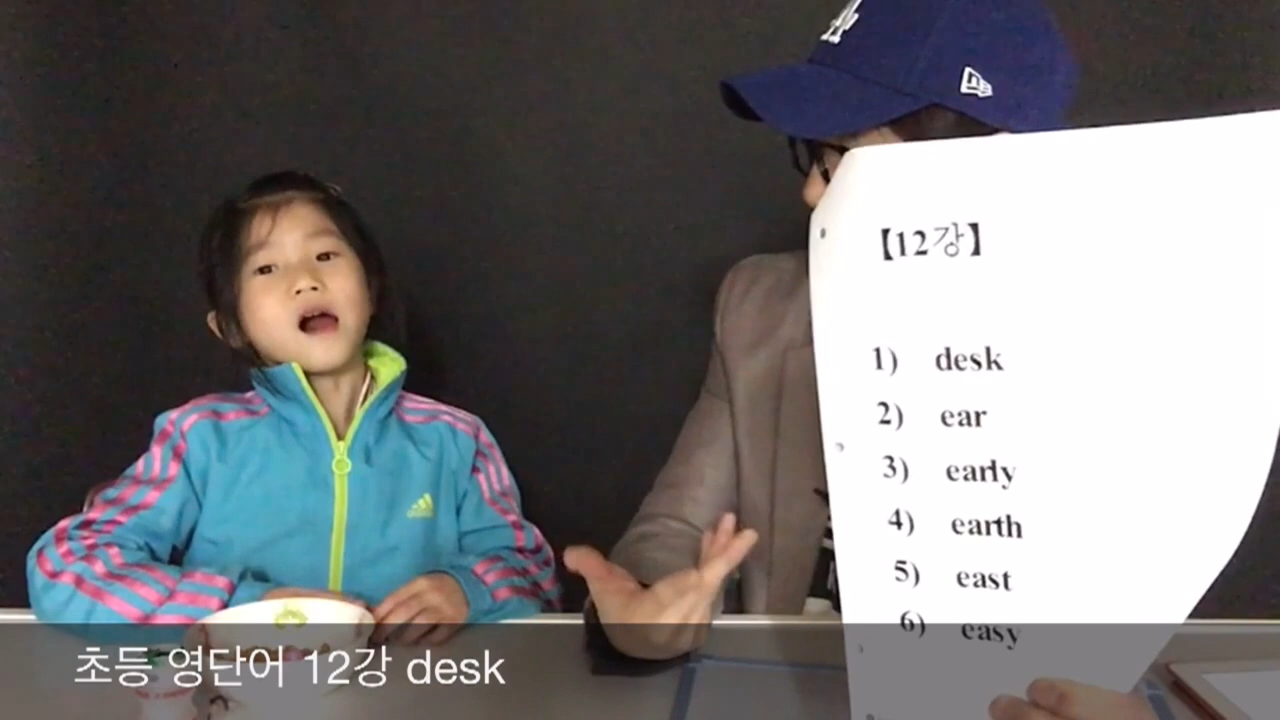 【12강】
1) desk
2) ear
3) early
4) earth
5) east
6) easy
초등 영단어 12강 desk